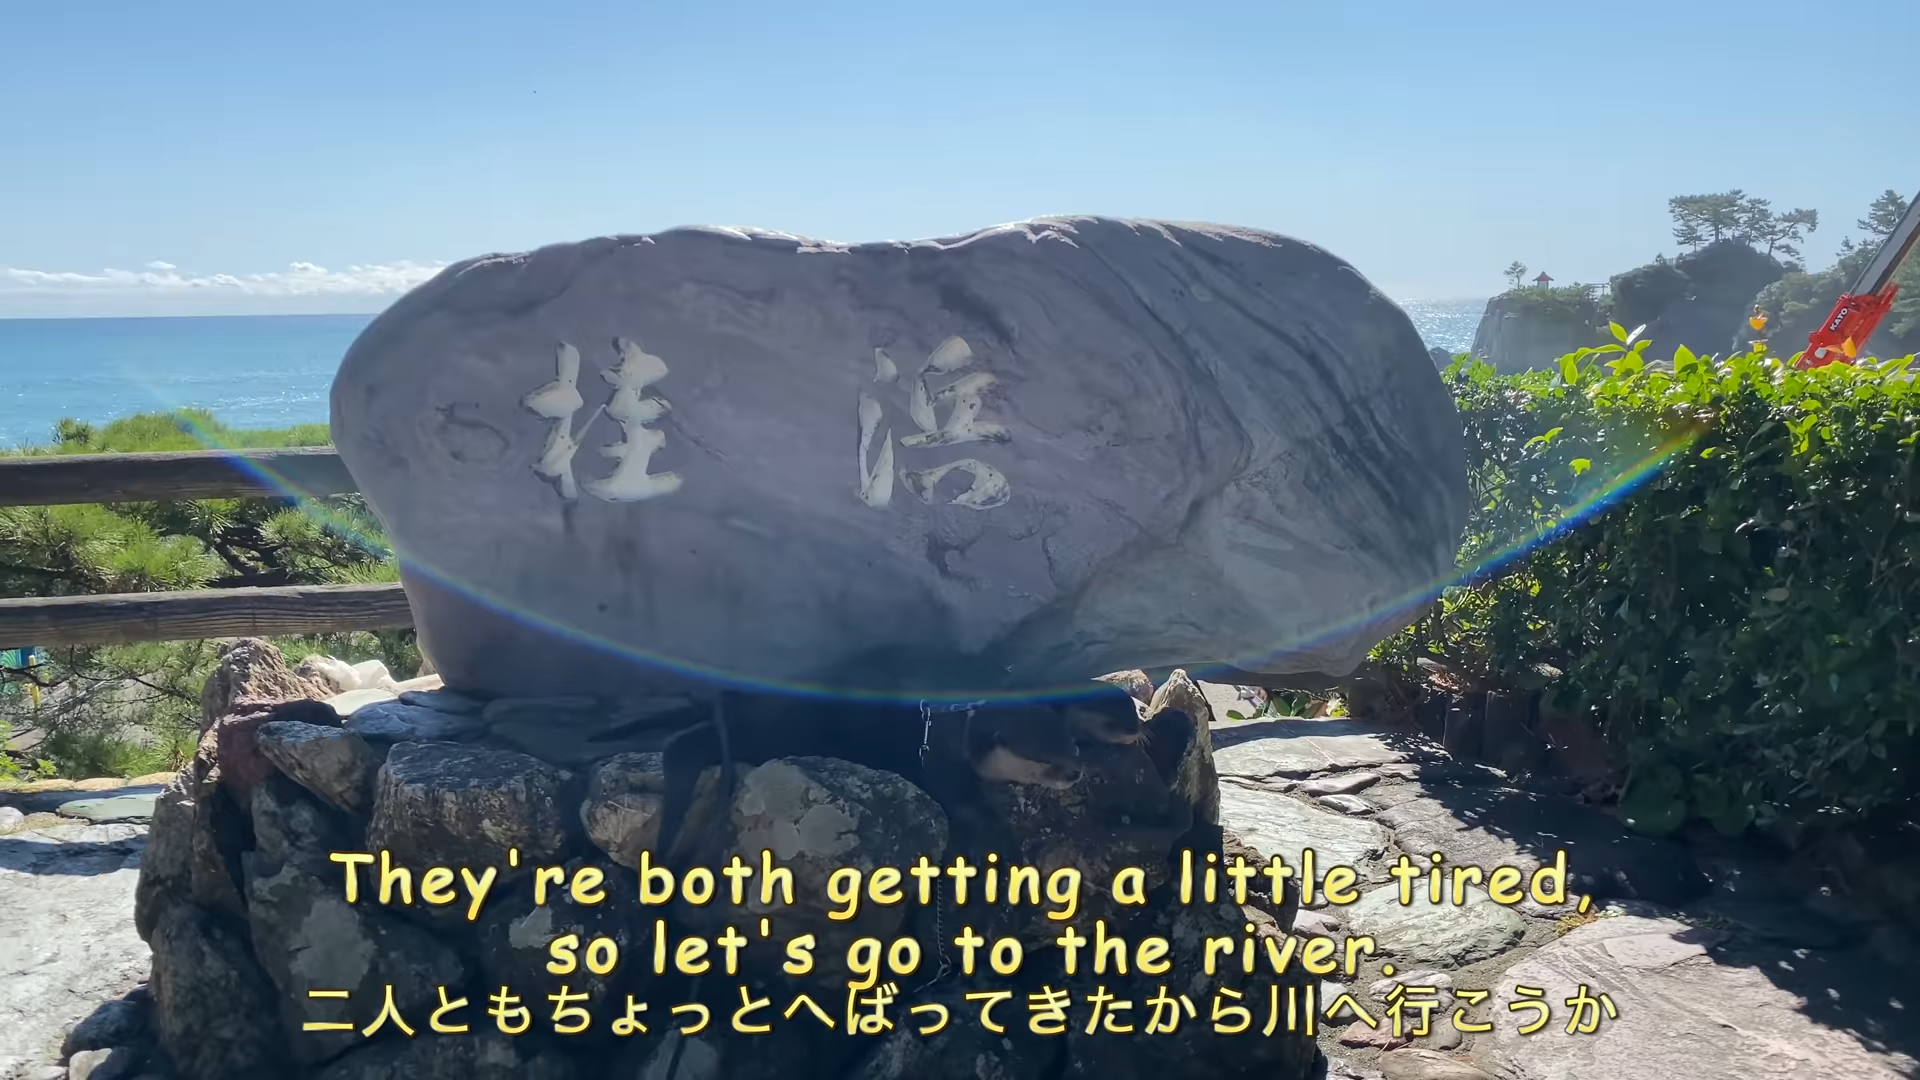 桂 浜
KATO
They're both getting a little tired,
so let's go to the river.
二人ともちょっとへばってきたから川へ行こうか